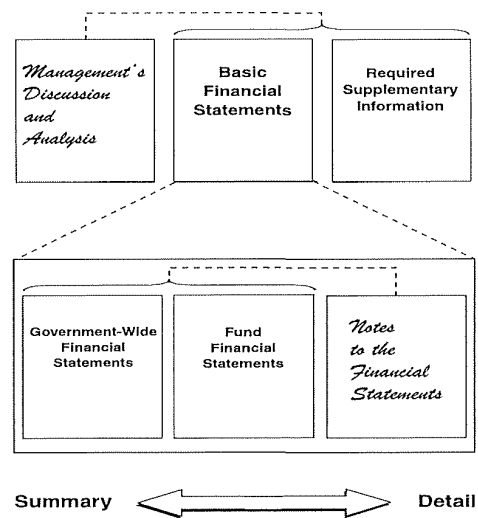 Management's
Discussion
and
Analysis
Basic
Financial
Statements
Required
Supplementary
Information
Government-Wide
Financial
Statements
Fund
Financial
Statements
Notes
to the
Financial
Statements
Summary
Detail